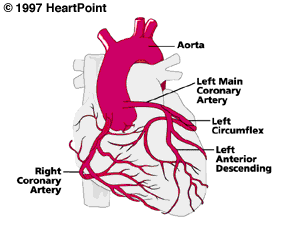 © 1997 HeartPoint
Aorta
Left Main
Coronary
Artery
Left
Circumflex
Left
Anterior
Descending
Right
Coronary
Artery